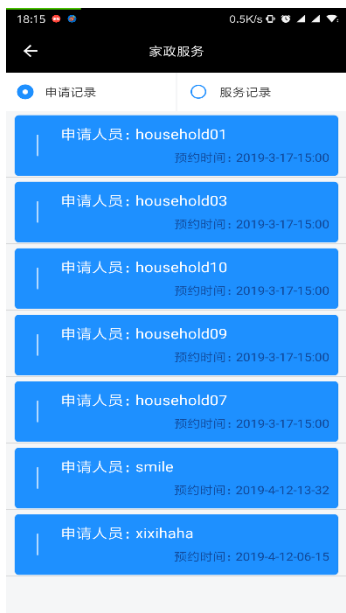 18:15 0.5K/s
家政服务
申请记录 服务记录
申请人员：household01
预约时间：2019-3-17-15:00
申请人员：household03
预约时间：2019-3-17-15:00
申请人员：household10
预约时间：2019-3-17-15:00
申请人员：household09
预约时间：2019-3-17-15:00
申请人员：household07
预约时间：2019-3-17-15:00
申请人员：smile
预约时间：2019-4-12-13-32
申请人员：xixihaha
预约时间：2019-4-12-06-15